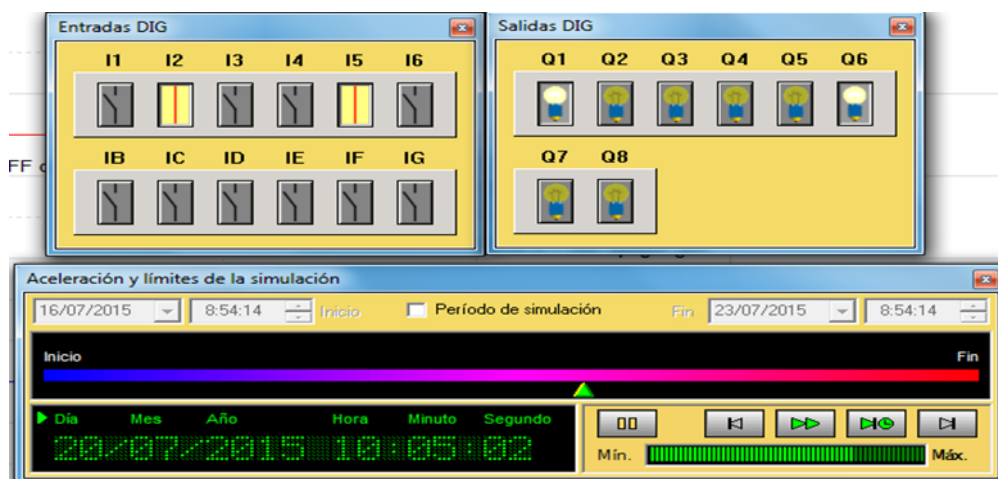 Entradas DIG
I1 I2 I3 I4 I5 I6
IB IC ID IE IF IG
FF
Salidas DIG
Q1 Q2 Q3 Q4 Q5 Q6
Q7 Q8
Aceleración y límites de la simulación
16/07/2015 8:54:14 Inicio Período de simulación Fin 23/07/2015 8:54:14
Inicio Fin
Día Mes Año Hora Minuto Segundo
20/07/2015 10:05:02
Mín. Máx.